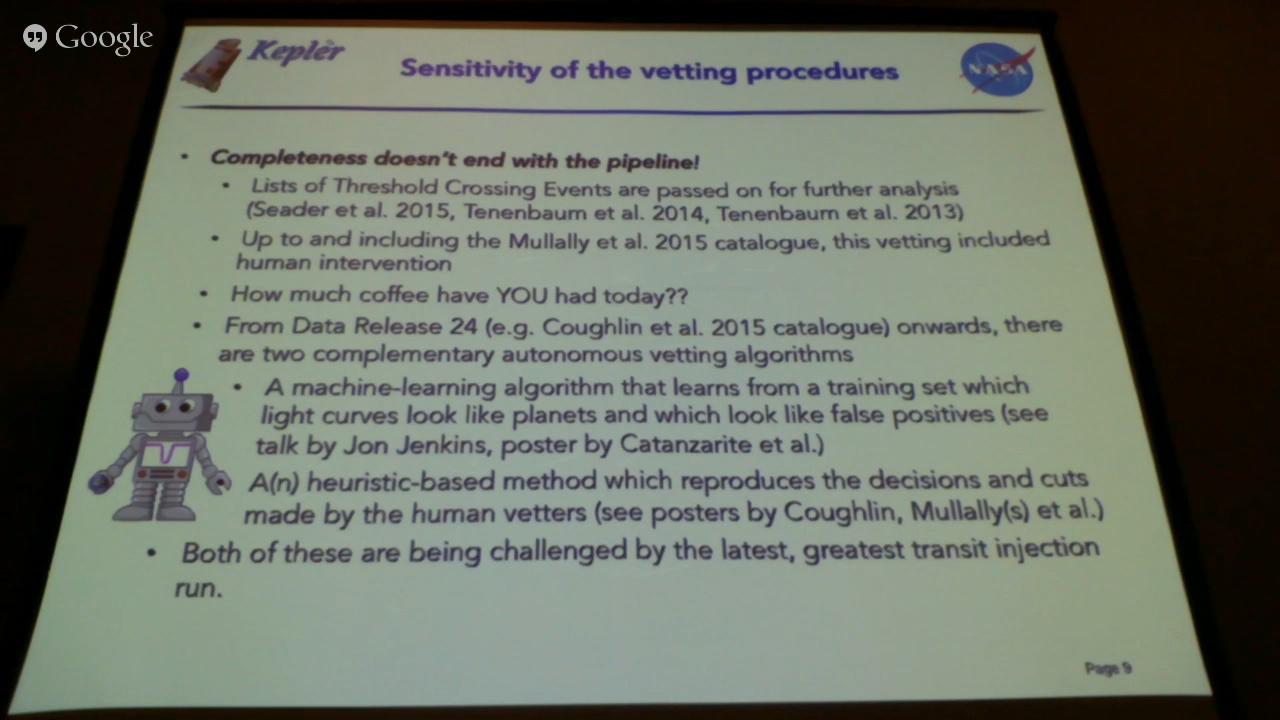 Google
Kepler
NASA
Sensitivity of the vetting procedures
• Completeness doesn't end with the pipeline!
• Lists of Threshold Crossing Events are passed on for further analysis
(Seader et al. 2015, Tenenbaum et al. 2014, Tenenbaum et al. 2013)
• Up to and including the Mullally et al. 2015 catalogue, this vetting included
human intervention
• How much coffee have YOU had today??
• From Data Release 24 (e.g. Coughlin et al. 2015 catalogue) onwards, there
are two complementary autonomous vetting algorithms
• A machine-learning algorithm that learns from a training set which
light curves look like planets and which look like false positives (see
talk by Jon Jenkins, poster by Catanzarite et al.)
A(n) heuristic-based method which reproduces the decisions and cuts
made by the human vetters (see posters by Coughlin, Mullally(s) et al.)
• Both of these are being challenged by the latest, greatest transit injection
run.
Page 9